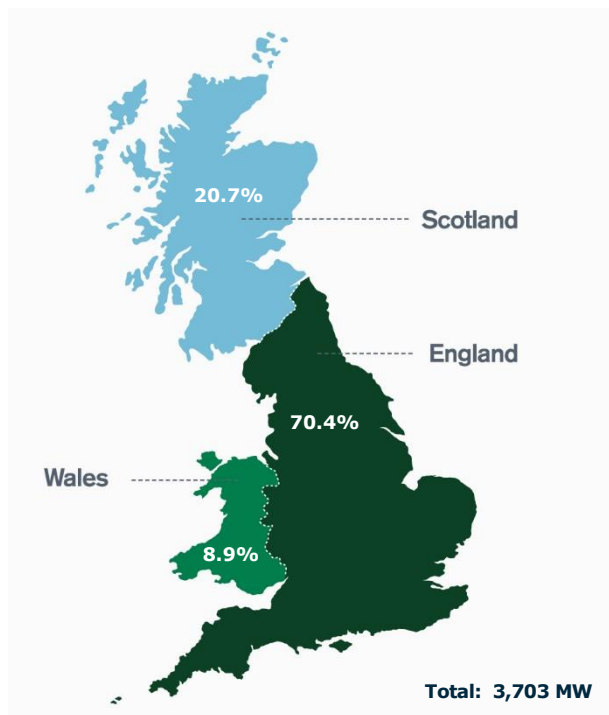 20.7%
Scotland
England
70.4%
Wales
8.9%
Total: 3,703 MW